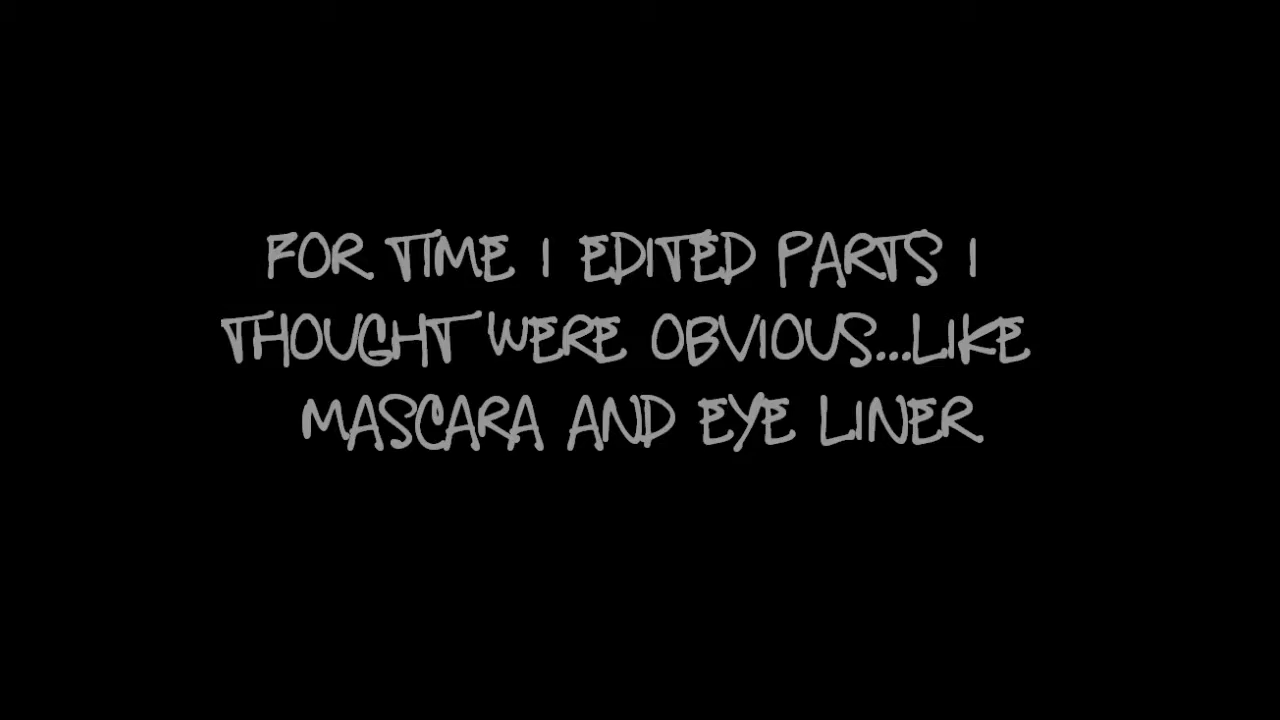 FOR TIME I EDITED PARTS I
THOUGHT WERE OBVIOUS...LIKE
MASCARA AND EYE LINER